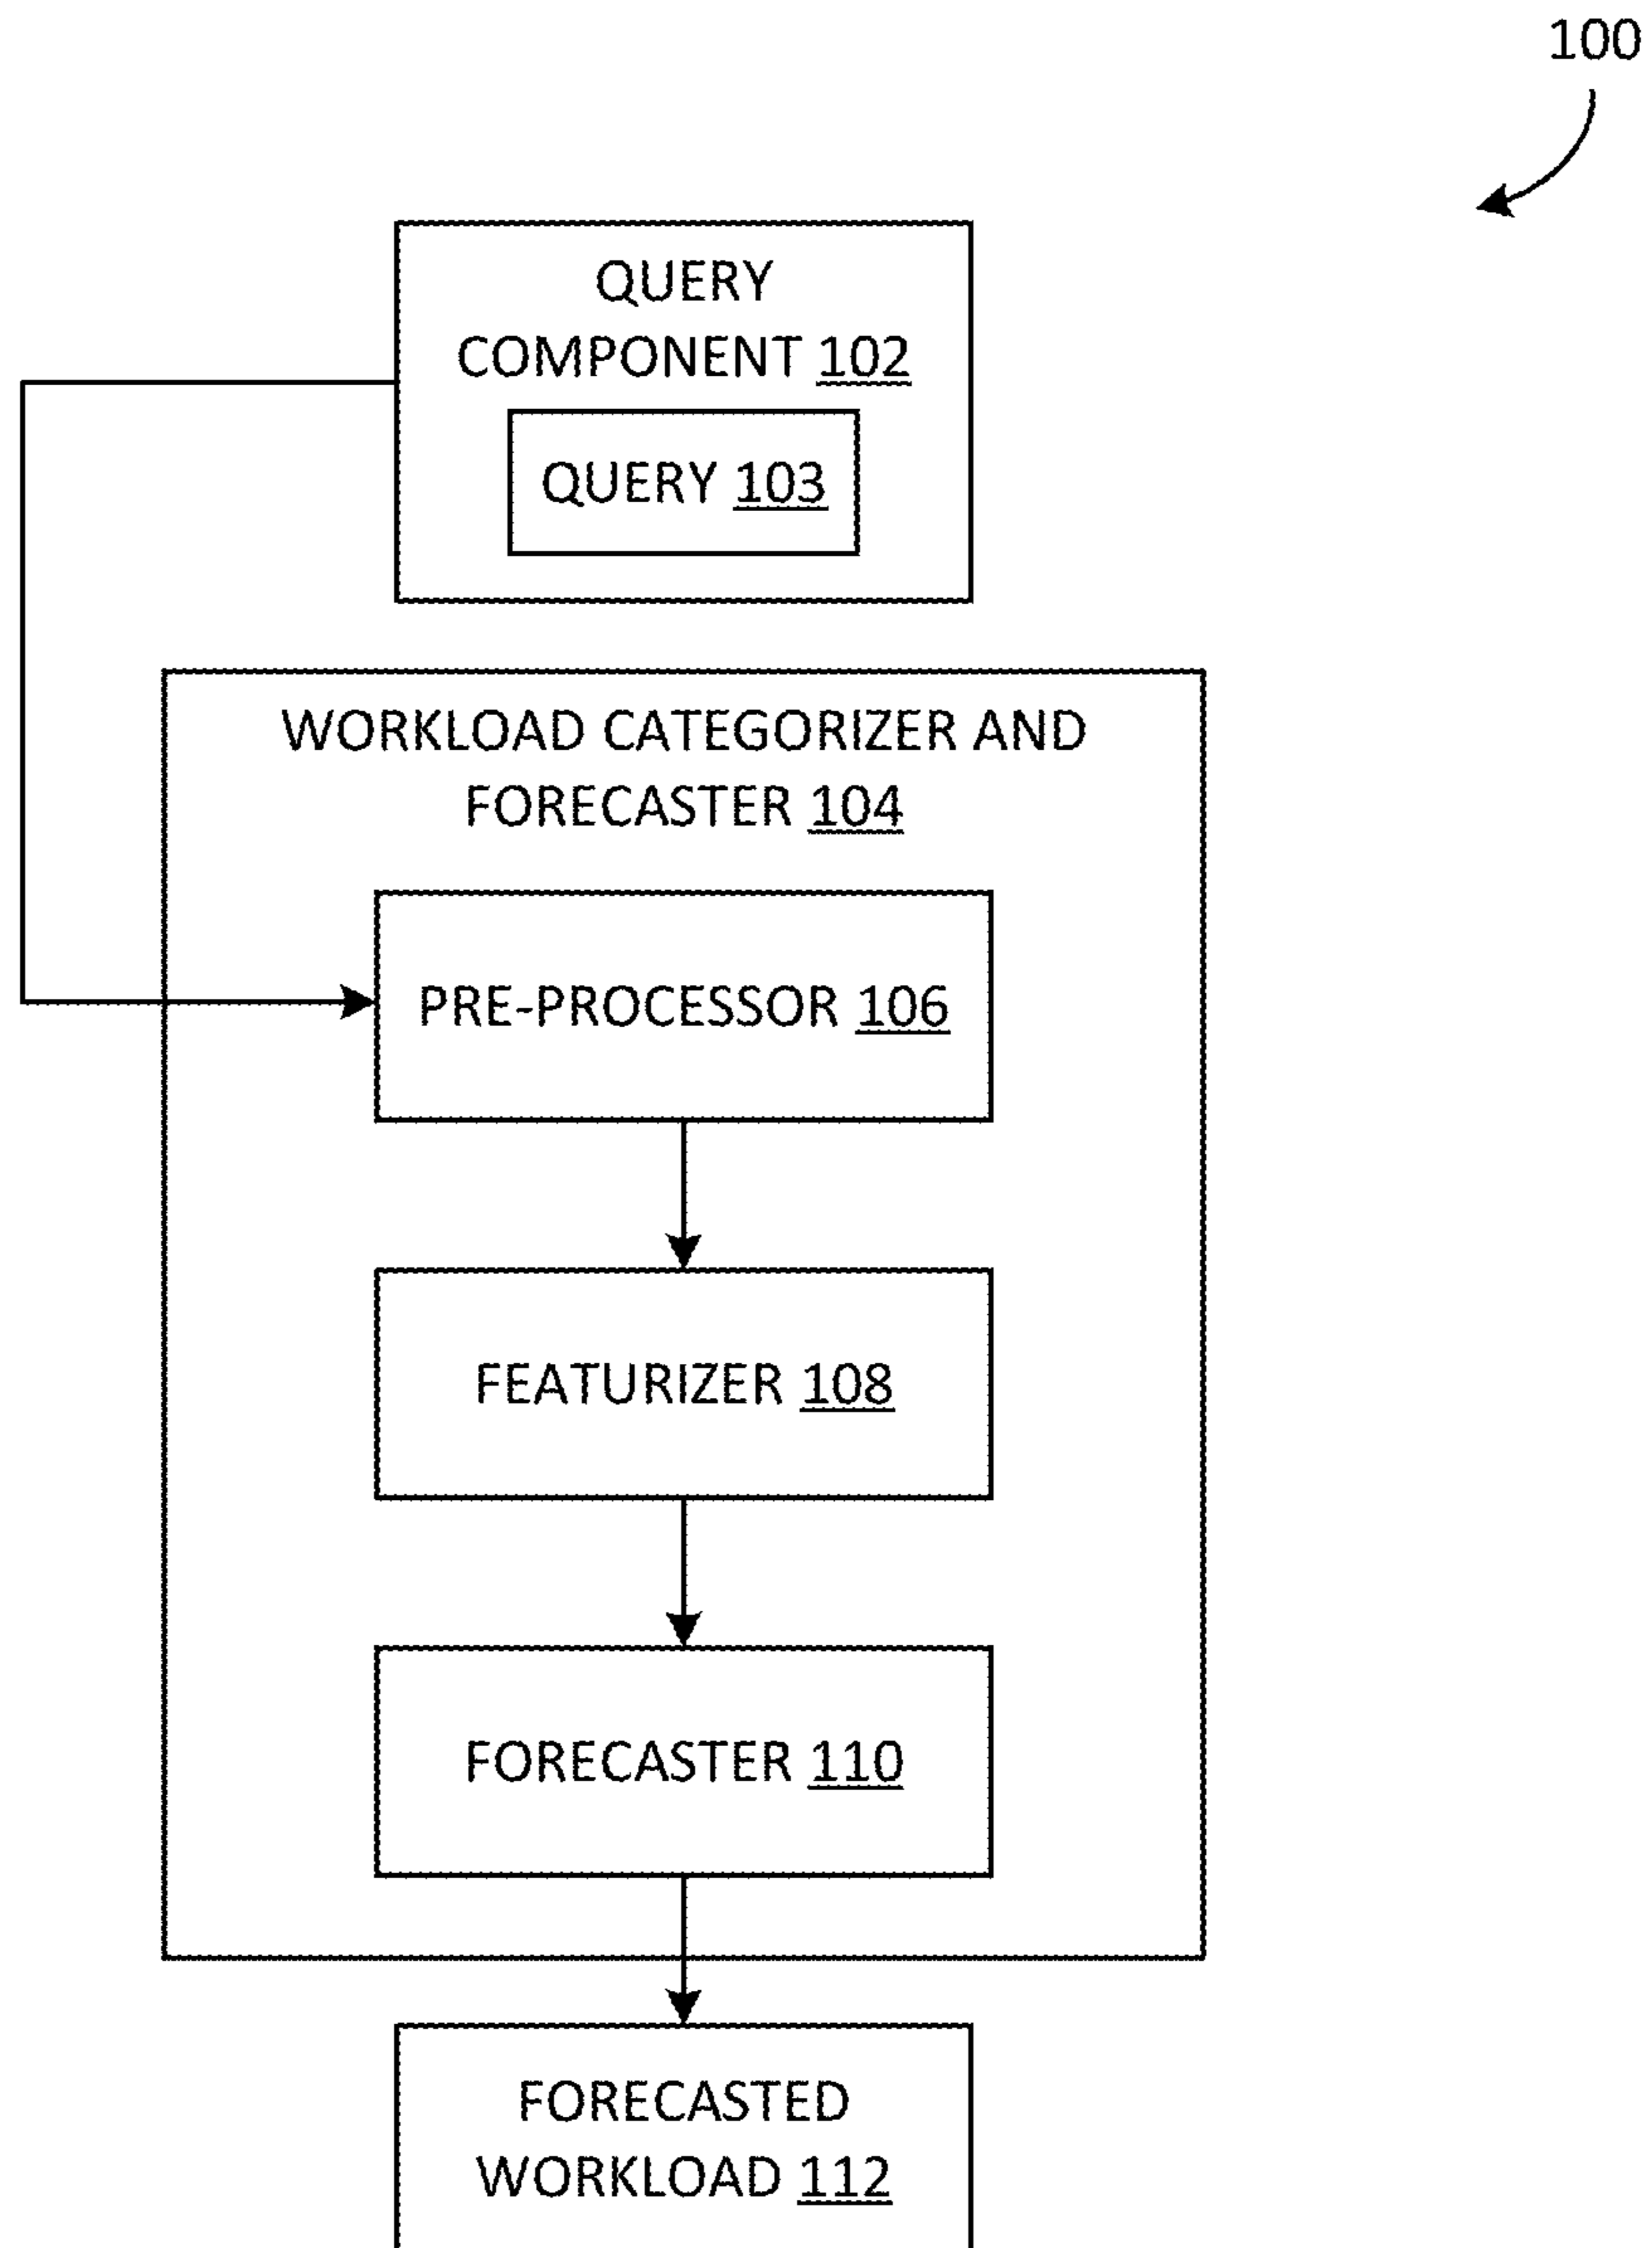 100
QUERY
COMPONENT 102
QUERY 103
WORKLOAD CATEGORIZER AND
FORECASTER 104
PRE-PROCESSOR 106
FEATURIZER 108
FORECASTER 110
FORECASTED
WORKLOAD 112